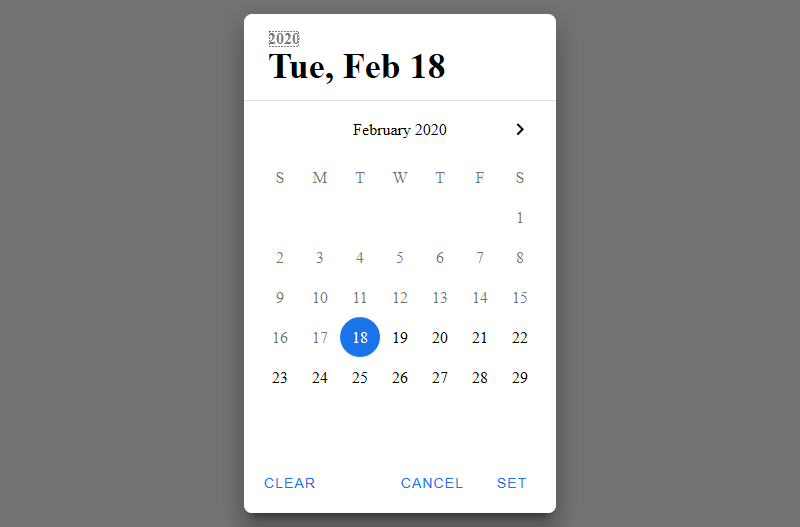 2020
Tue, Feb 18
February 2020
S M T W T F S
1
2 3 4 5 6 7 8
9 10 11 12 13 14 15
16 17 18 19 20 21 22
23 24 25 26 27 28 29
CLEAR CANCEL SET